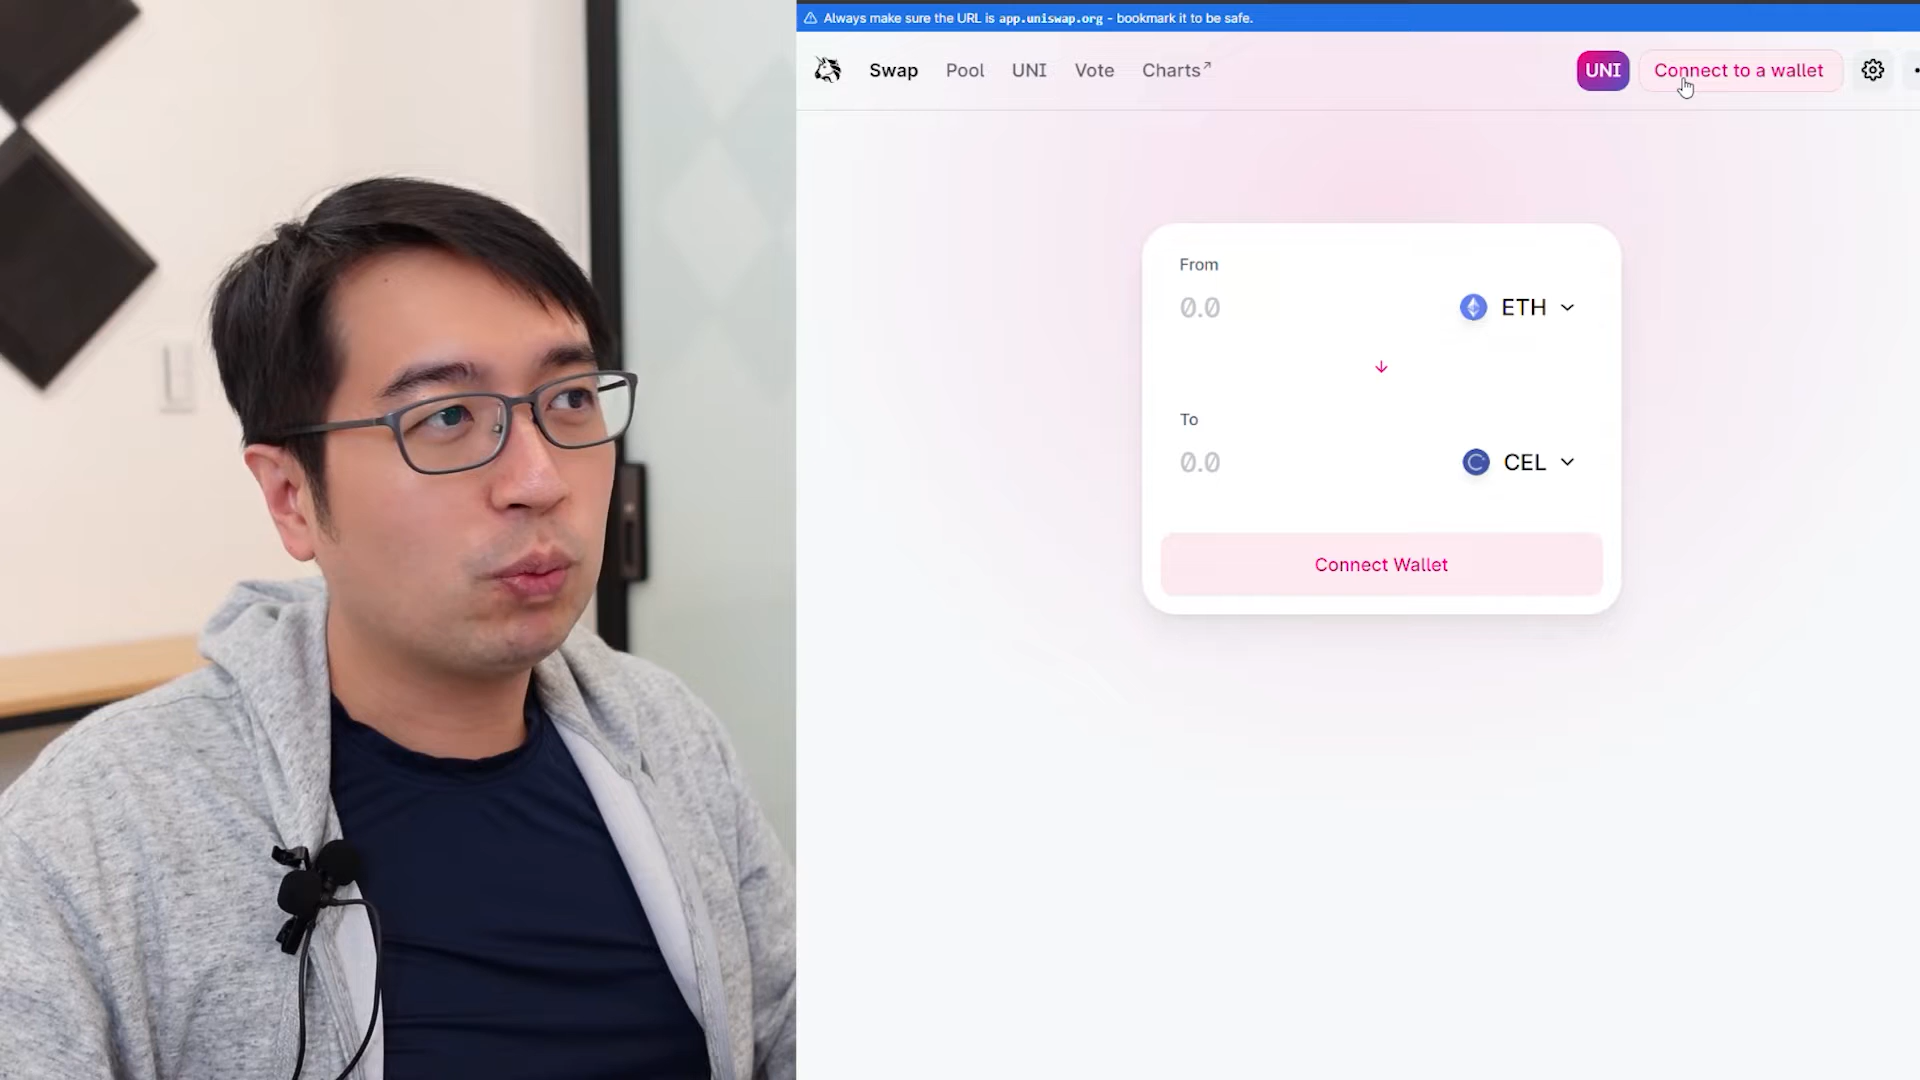 Always make sure the URL is app.uniswap.org - bookmark it to be safe.
Swap Pool UNI Vote Charts↗ UNI Connect to a wallet
From
0.0 ETH
To
0.0 CEL
Connect Wallet